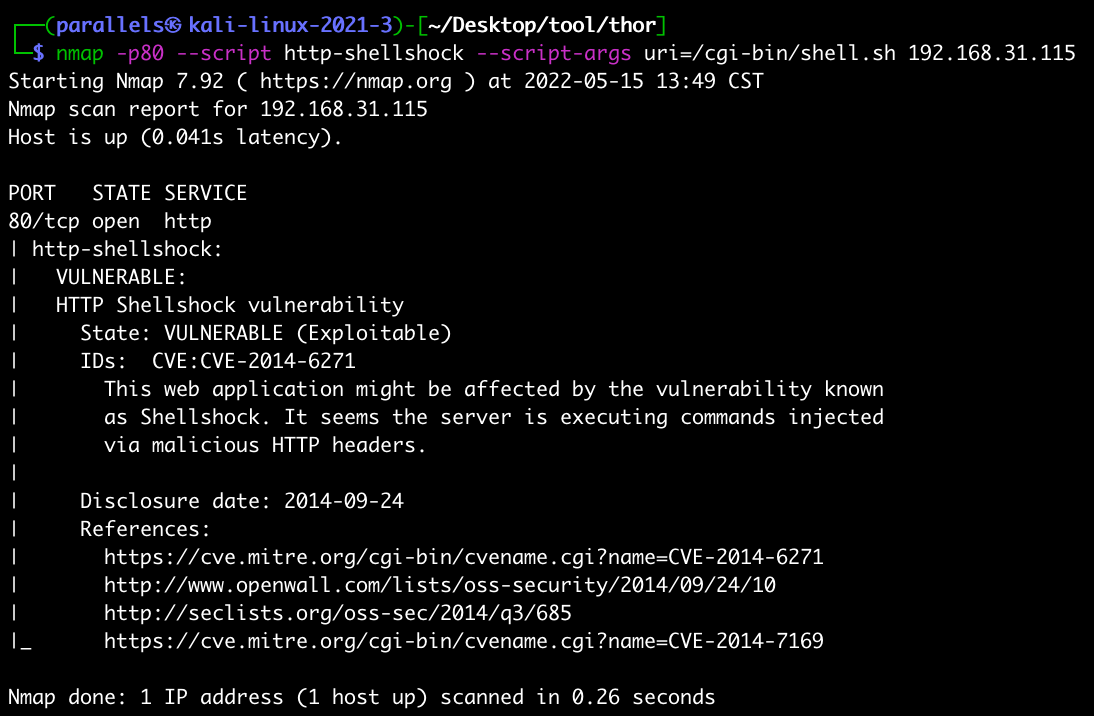 ┌──(parallels㉿kali-linux-2021-3)-[~/Desktop/tool/thor]
└─$ nmap -p80 --script http-shellshock --script-args uri=/cgi-bin/shell.sh 192.168.31.115
Starting Nmap 7.92 ( https://nmap.org ) at 2022-05-15 13:49 CST
Nmap scan report for 192.168.31.115
Host is up (0.041s latency).

PORT   STATE SERVICE
80/tcp open  http
| http-shellshock:
|   VULNERABLE:
|   HTTP Shellshock vulnerability
|     State: VULNERABLE (Exploitable)
|     IDs:  CVE:CVE-2014-6271
|       This web application might be affected by the vulnerability known
|       as Shellshock. It seems the server is executing commands injected
|       via malicious HTTP headers.
|
|     Disclosure date: 2014-09-24
|     References:
|       https://cve.mitre.org/cgi-bin/cvename.cgi?name=CVE-2014-6271
|       http://www.openwall.com/lists/oss-security/2014/09/24/10
|       http://seclists.org/oss-sec/2014/q3/685
|_      https://cve.mitre.org/cgi-bin/cvename.cgi?name=CVE-2014-7169

Nmap done: 1 IP address (1 host up) scanned in 0.26 seconds